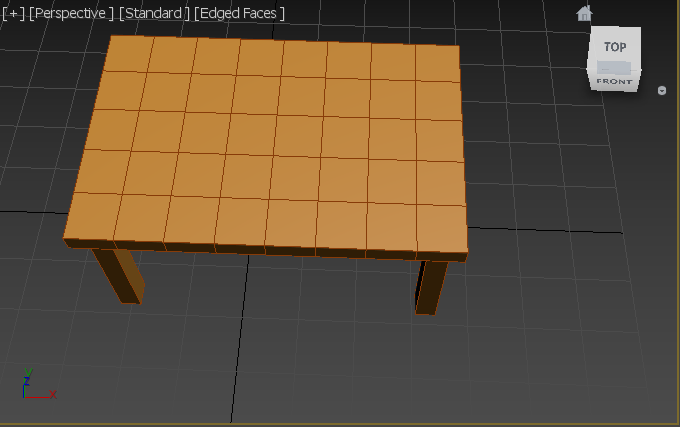 [+] [Perspective ] [Standard ] [Edged Faces ]
TOP
FRONT
y
z
x